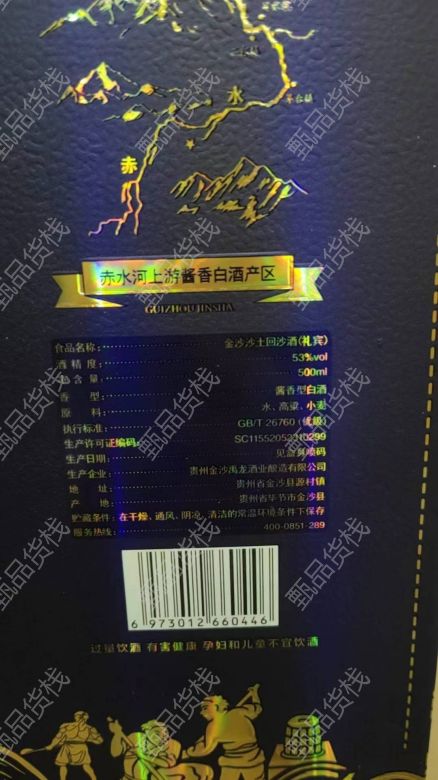 水
茅台镇
赤
赤水河上游酱香白酒产区
GUIZHOU JINSHA
食品名称： 金沙沙土回沙酒(礼宾)
酒 精 度： 53%vol
总 含 量： 500ml
香 型： 酱香型白酒
原 料： 水、高粱、小麦
执行标准： GB/T 26760 (优级)
生产许可证编码：
生产日期： 见盒身喷码
生产企业： 贵州金沙禹龙酒业酿造有限公司
地 址： 贵州省金沙县源村镇
产 地： 贵州省毕节市金沙县
贮藏条件：在干燥、通风、阴凉、清洁的常温环境条件下保存
服务热线： 400-0851-289
6 973012 660446
过量饮酒 有害健康 孕妇和儿童不宜饮酒
甄品货栈